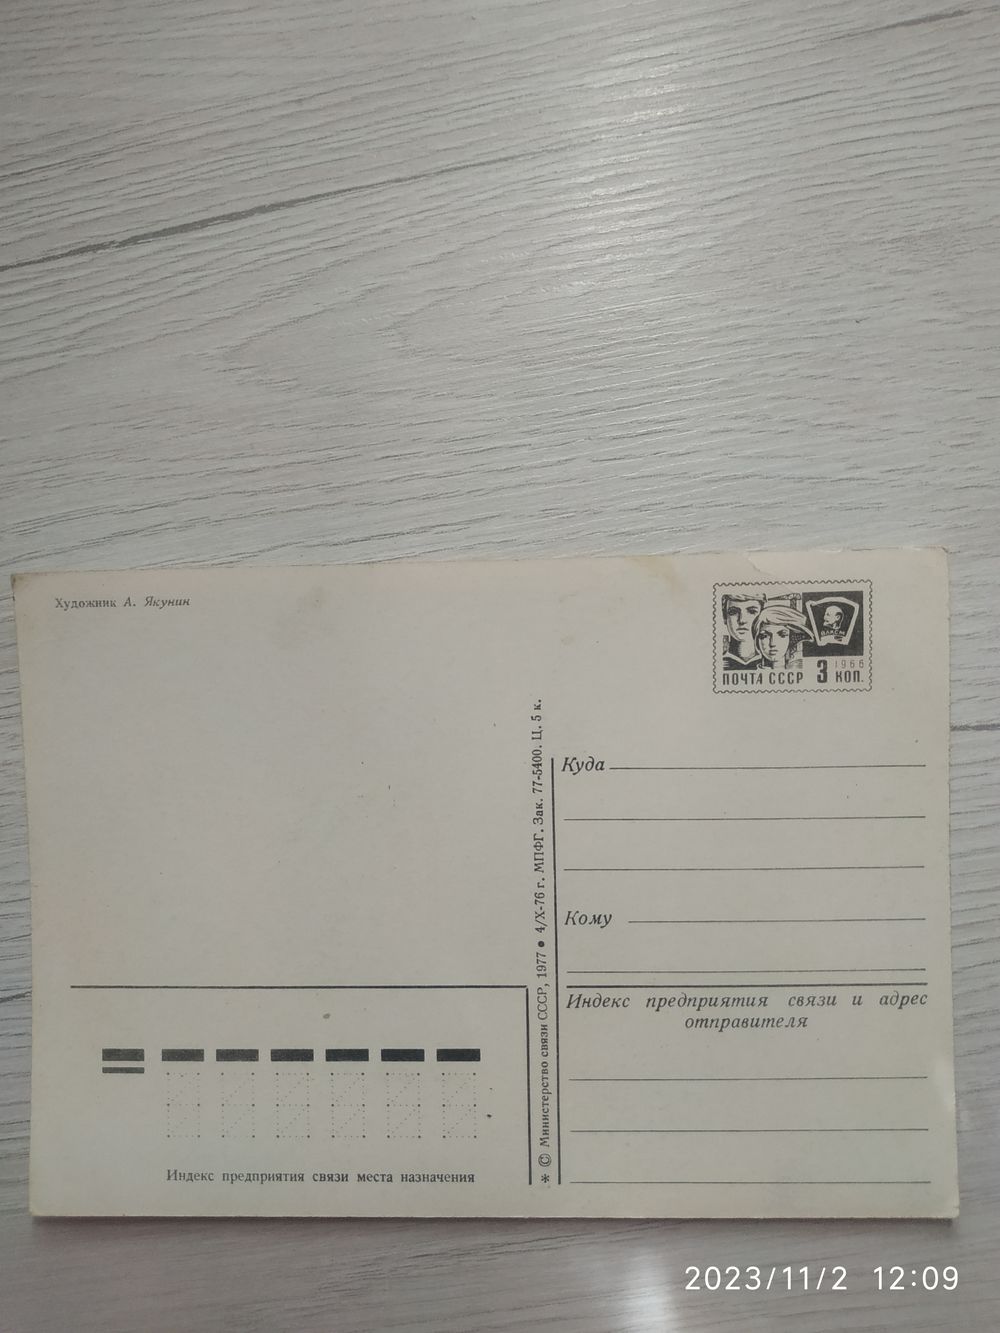 Художник А. Якунин
ВЛКСМ
1966
ПОЧТА СССР 3 КОП.
* © Министерство связи СССР, 1977 • 4/X-76 г. МПФГ. Зак. 77-5400. Ц. 5 к.
Куда
Кому
Индекс предприятия связи и адрес
отправителя
Индекс предприятия связи места назначения
2023/11/2 12:09